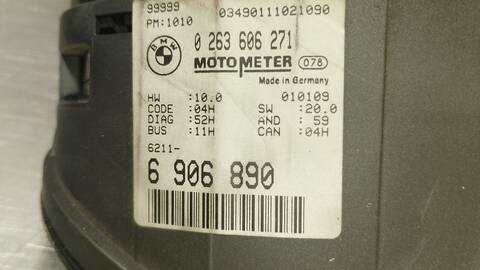 99999 03490111021090
PM:1010
BMW
0 263 606 271
MOTOMETER 078
Made in Germany
HW :10.0 010109
CODE :04H SW :20.0
DIAG :52H AND : 59
BUS :11H CAN :04H
6211-
6 906 890